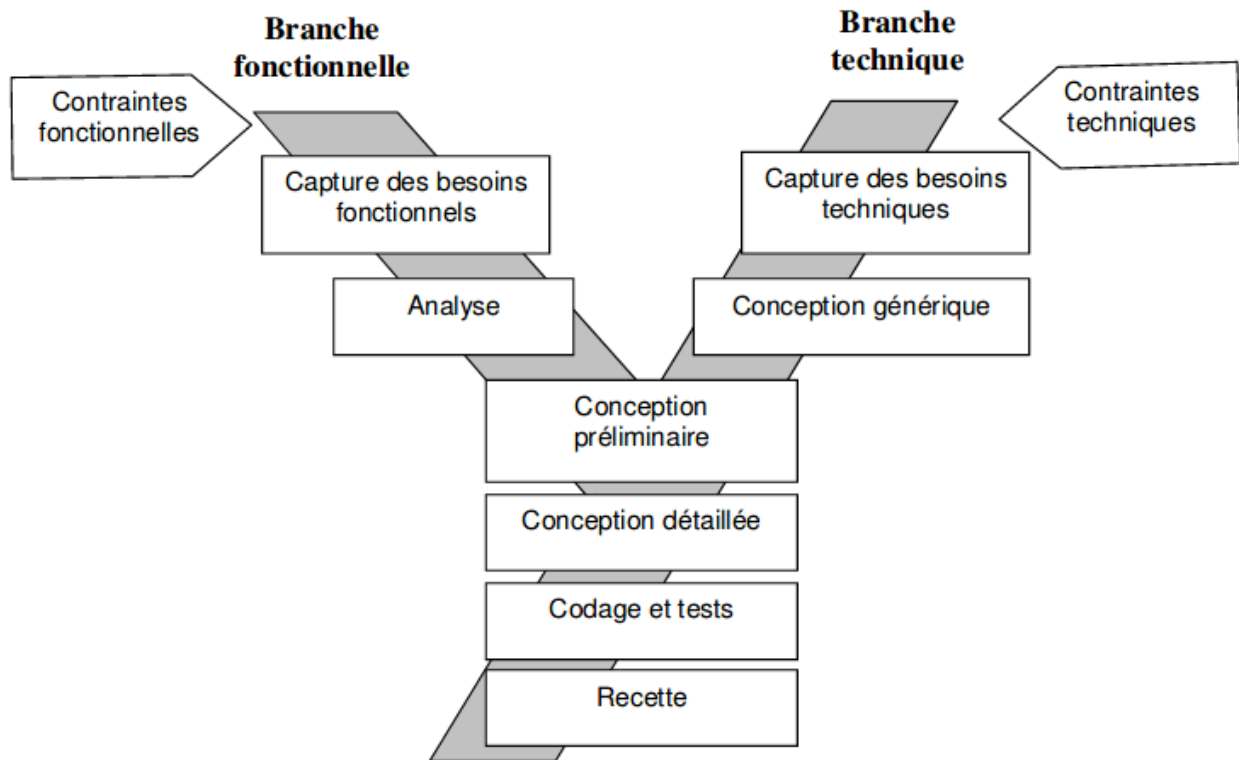 Branche
fonctionnelle
Branche
technique
Contraintes
fonctionnelles
Contraintes
techniques
Capture des besoins
fonctionnels
Capture des besoins
techniques
Analyse
Conception générique
Conception
préliminaire
Conception détaillée
Codage et tests
Recette